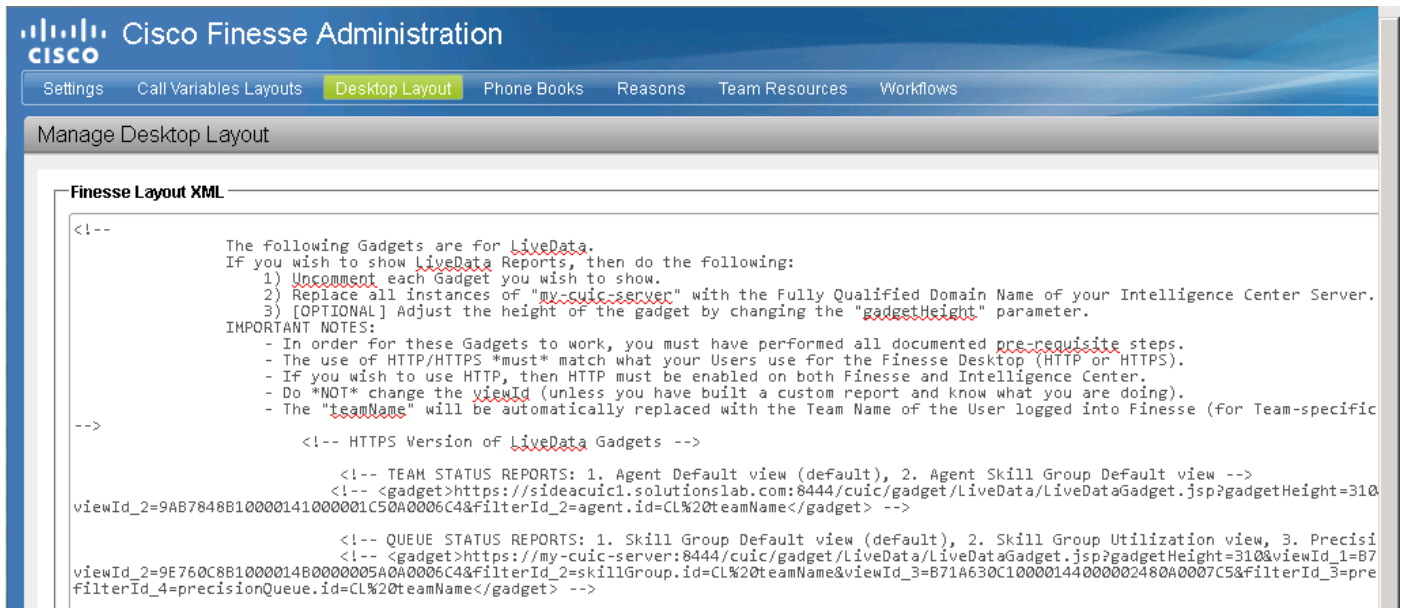 CISCO Cisco Finesse Administration
Settings Call Variables Layouts Desktop Layout Phone Books Reasons Team Resources Workflows
Manage Desktop Layout
Finesse Layout XML
<!--
The following Gadgets are for LiveData.
If you wish to show LiveData Reports, then do the following:
1) Uncomment each Gadget you wish to show.
2) Replace all instances of "my-cuic-server" with the Fully Qualified Domain Name of your Intelligence Center Server.
3) [OPTIONAL] Adjust the height of the gadget by changing the "gadgetHeight" parameter.
IMPORTANT NOTES:
- In order for these Gadgets to work, you must have performed all documented pre-requisite steps.
- The use of HTTP/HTTPS *must* match what your Users use for the Finesse Desktop (HTTP or HTTPS).
- If you wish to use HTTP, then HTTP must be enabled on both Finesse and Intelligence Center.
- Do *NOT* change the viewId (unless you have built a custom report and know what you are doing).
- The "teamName" will be automatically replaced with the Team Name of the User logged into Finesse (for Team-specific
-->
<!-- HTTPS Version of LiveData Gadgets -->
<!-- TEAM STATUS REPORTS: 1. Agent Default view (default), 2. Agent Skill Group Default view -->
<!-- <gadget>https://sideacuic1.solutionslab.com:8444/cuic/gadget/LiveData/LiveDataGadget.jsp?gadgetHeight=310&
viewId_2=9AB7848B10000141000001C50A0006C4&filterId_2=agent.id=CL%20teamName</gadget> -->
<!-- QUEUE STATUS REPORTS: 1. Skill Group Default view (default), 2. Skill Group Utilization view, 3. Precisi
<!-- <gadget>https://my-cuic-server:8444/cuic/gadget/LiveData/LiveDataGadget.jsp?gadgetHeight=310&viewId_1=B7
viewId_2=9E760C8B1000014B0000005A0A0006C4&filterId_2=skillGroup.id=CL%20teamName&viewId_3=B71A630C10000144000002480A0007C5&filterId_3=pre
filterId_4=precisionQueue.id=CL%20teamName</gadget> -->